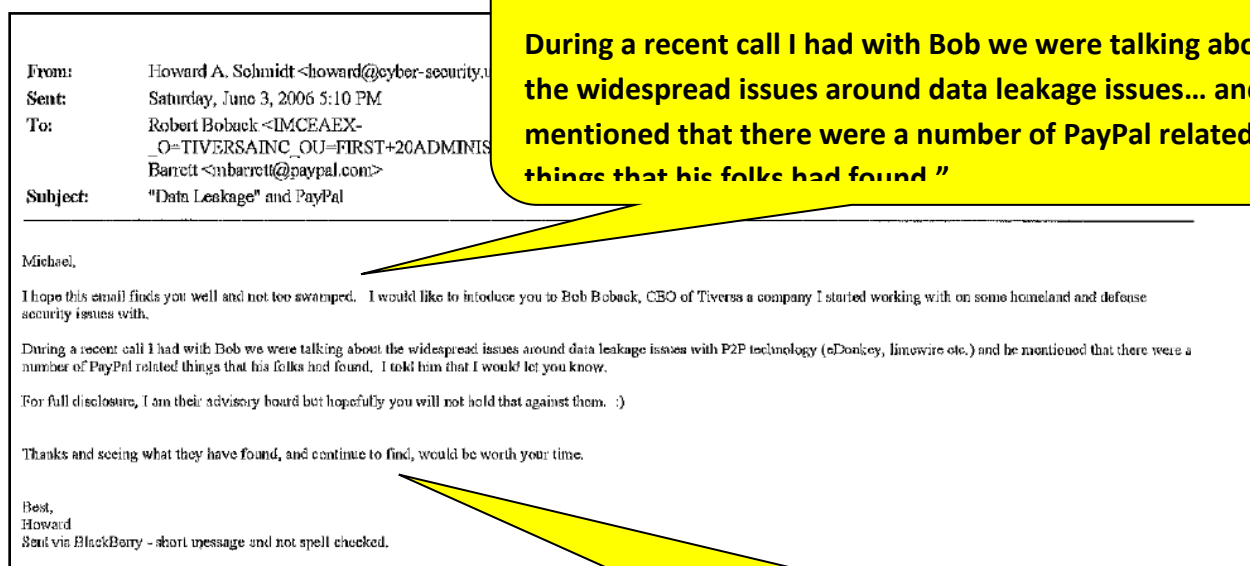 During a recent call I had with Bob we were talking abo
the widespread issues around data leakage issues… and
mentioned that there were a number of PayPal related
things that his folks had found.”
From: Howard A. Schmidt <howard@cyber-security.u
Sent: Saturday, June 3, 2006 5:10 PM
To: Robert Boback <IMCEAEX-
_O=TIVERSAINC_OU=FIRST+20ADMINIS
Barrett <mbarrett@paypal.com>
Subject: "Data Leakage" and PayPal
Michael,
I hope this email finds you well and not too swamped. I would like to intoduce you to Bob Boback, CEO of Tiversa a company I started working with on some homeland and defense
security issues with.
During a recent call I had with Bob we were talking about the widespread issues around data leakage issues with P2P technology (eDonkey, limewire etc.) and he mentioned that there were a
number of PayPal related things that his folks had found. I told him that I would let you know.
For full disclosure, I am their advisory board but hopefully you will not hold that against them. :)
Thanks and seeing what they have found, and continue to find, would be worth your time.
Best,
Howard
Sent via BlackBerry - short message and not spell checked.